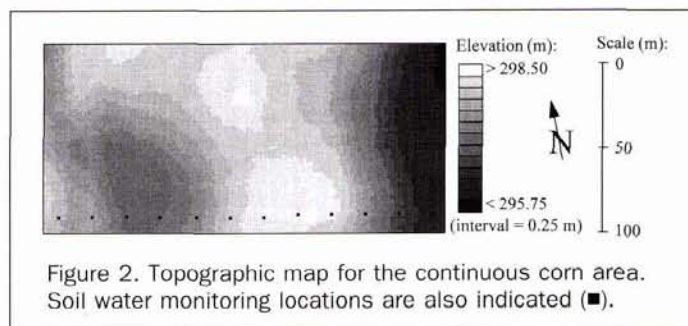 Elevation (m):
Scale (m):
> 298.50
< 295.75
(interval = 0.25 m)
N
0
50
100
Figure 2. Topographic map for the continuous corn area.
Soil water monitoring locations are also indicated (■).